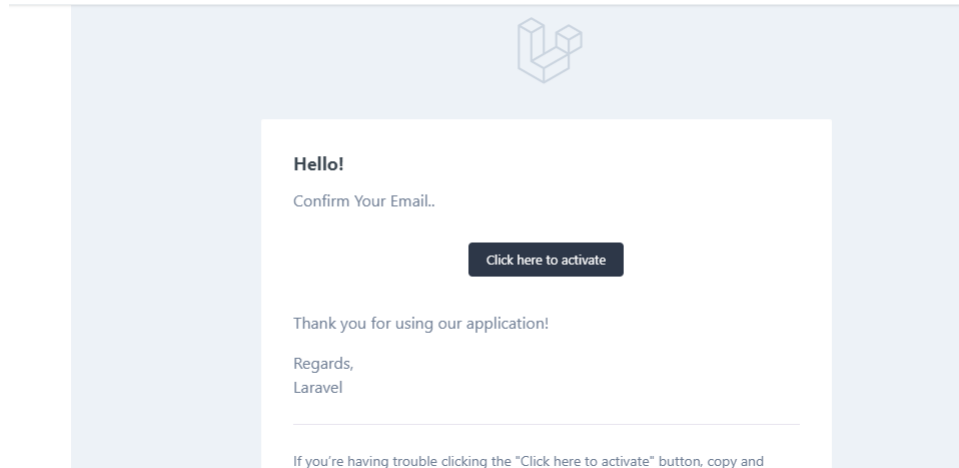 Hello!
Confirm Your Email..
Click here to activate
Thank you for using our application!
Regards,
Laravel
If you're having trouble clicking the "Click here to activate" button, copy and